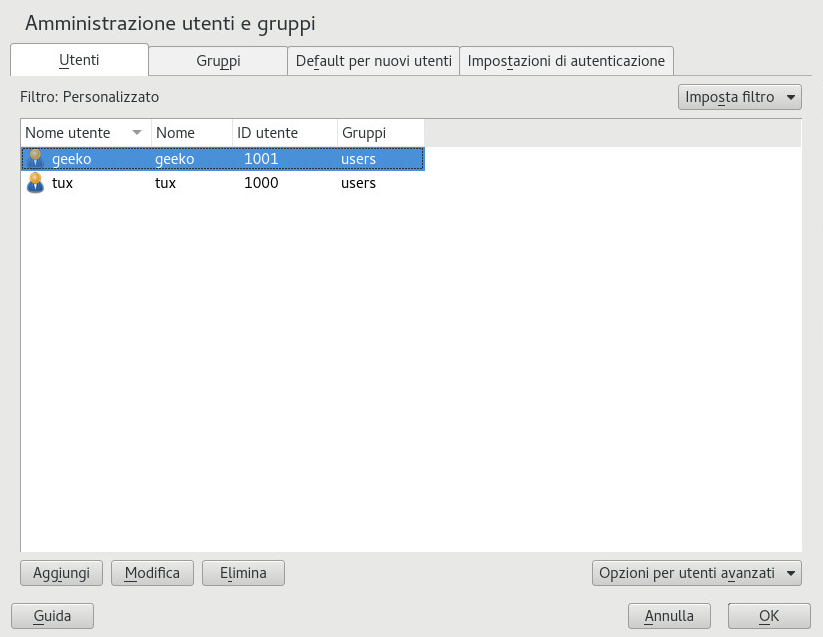 Amministrazione utenti e gruppi
Utenti Gruppi Default per nuovi utenti Impostazioni di autenticazione
Filtro: Personalizzato Imposta filtro
Nome utente Nome ID utente Gruppi
geeko geeko 1001 users
tux tux 1000 users
Aggiungi Modifica Elimina Opzioni per utenti avanzati
Guida Annulla OK